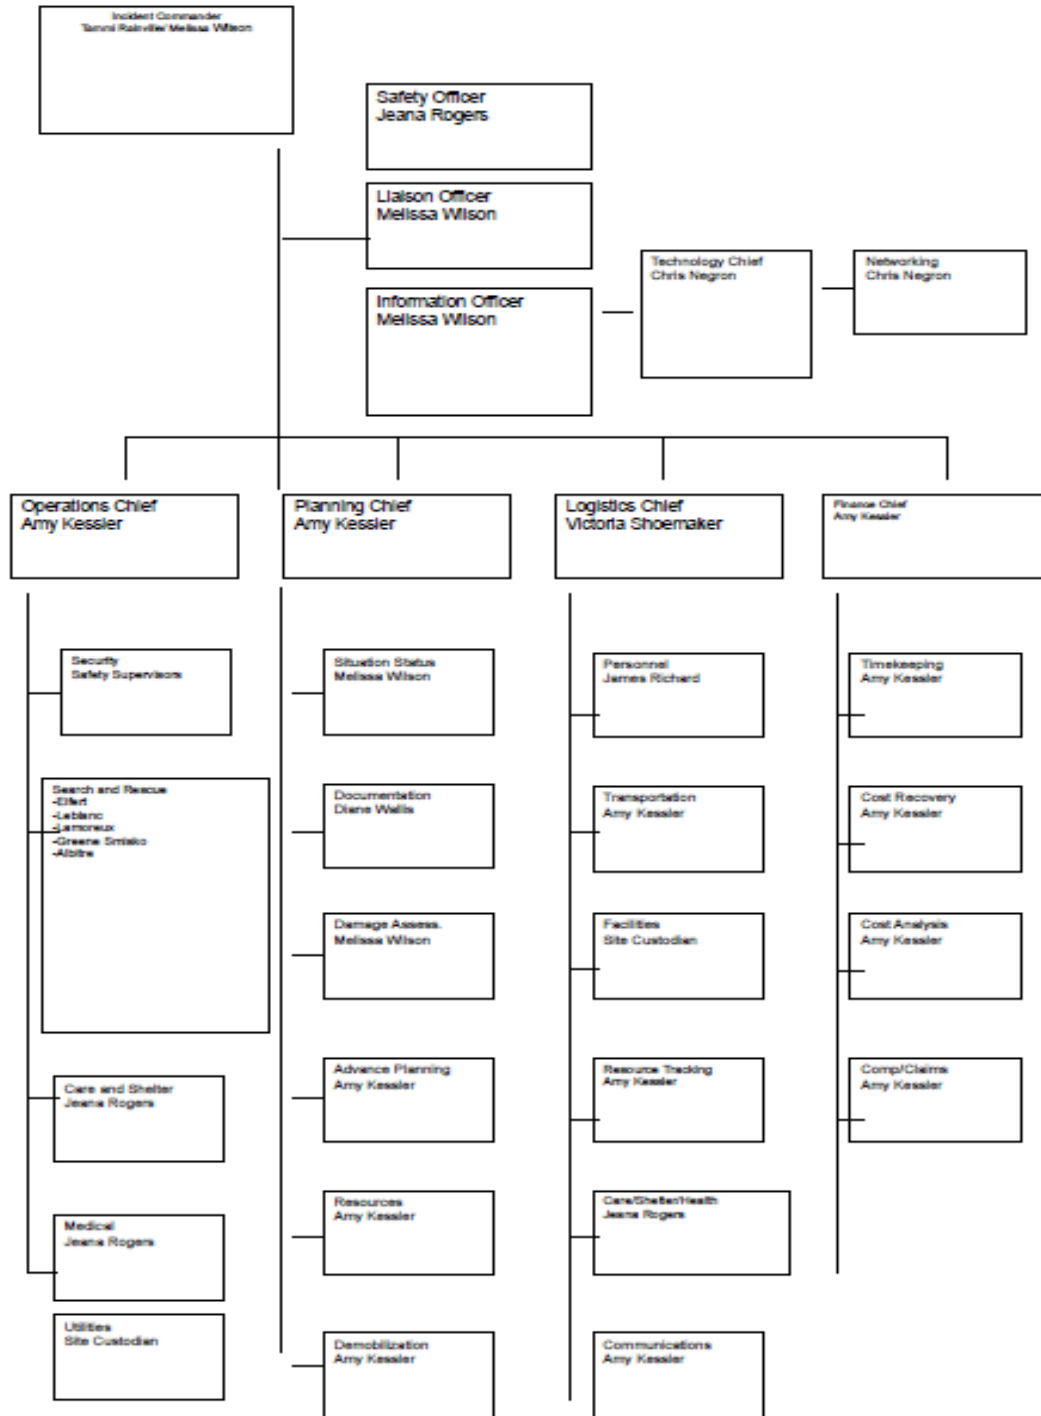 Incident Commander
Tammi Rainville/ Melissa Wilson
Safety Officer
Jeana Rogers
Liaison Officer
Melissa Wilson
Information Officer
Melissa Wilson
Technology Chief
Chris Negron
Networking
Chris Negron
Operations Chief
Amy Kessler
Planning Chief
Amy Kessler
Logistics Chief
Victoria Shoemaker
Finance Chief
Amy Kessler
Security
Safety Supervisors
Search and Rescue
-Elfert
-Leblanc
-Lamoreux
-Greene Smisko
-Albitre
Care and Shelter
Jeana Rogers
Medical
Jeana Rogers
Utilities
Site Custodian
Situation Status
Melissa Wilson
Documentation
Diane Wallis
Damage Assess.
Melissa Wilson
Advance Planning
Amy Kessler
Resources
Amy Kessler
Demobilization
Amy Kessler
Personnel
James Richard
Transportation
Amy Kessler
Facilities
Site Custodian
Resource Tracking
Amy Kessler
Care/Shelter/Health
Jeana Rogers
Communications
Amy Kessler
Timekeeping
Amy Kessler
Cost Recovery
Amy Kessler
Cost Analysis
Amy Kessler
Comp/Claims
Amy Kessler